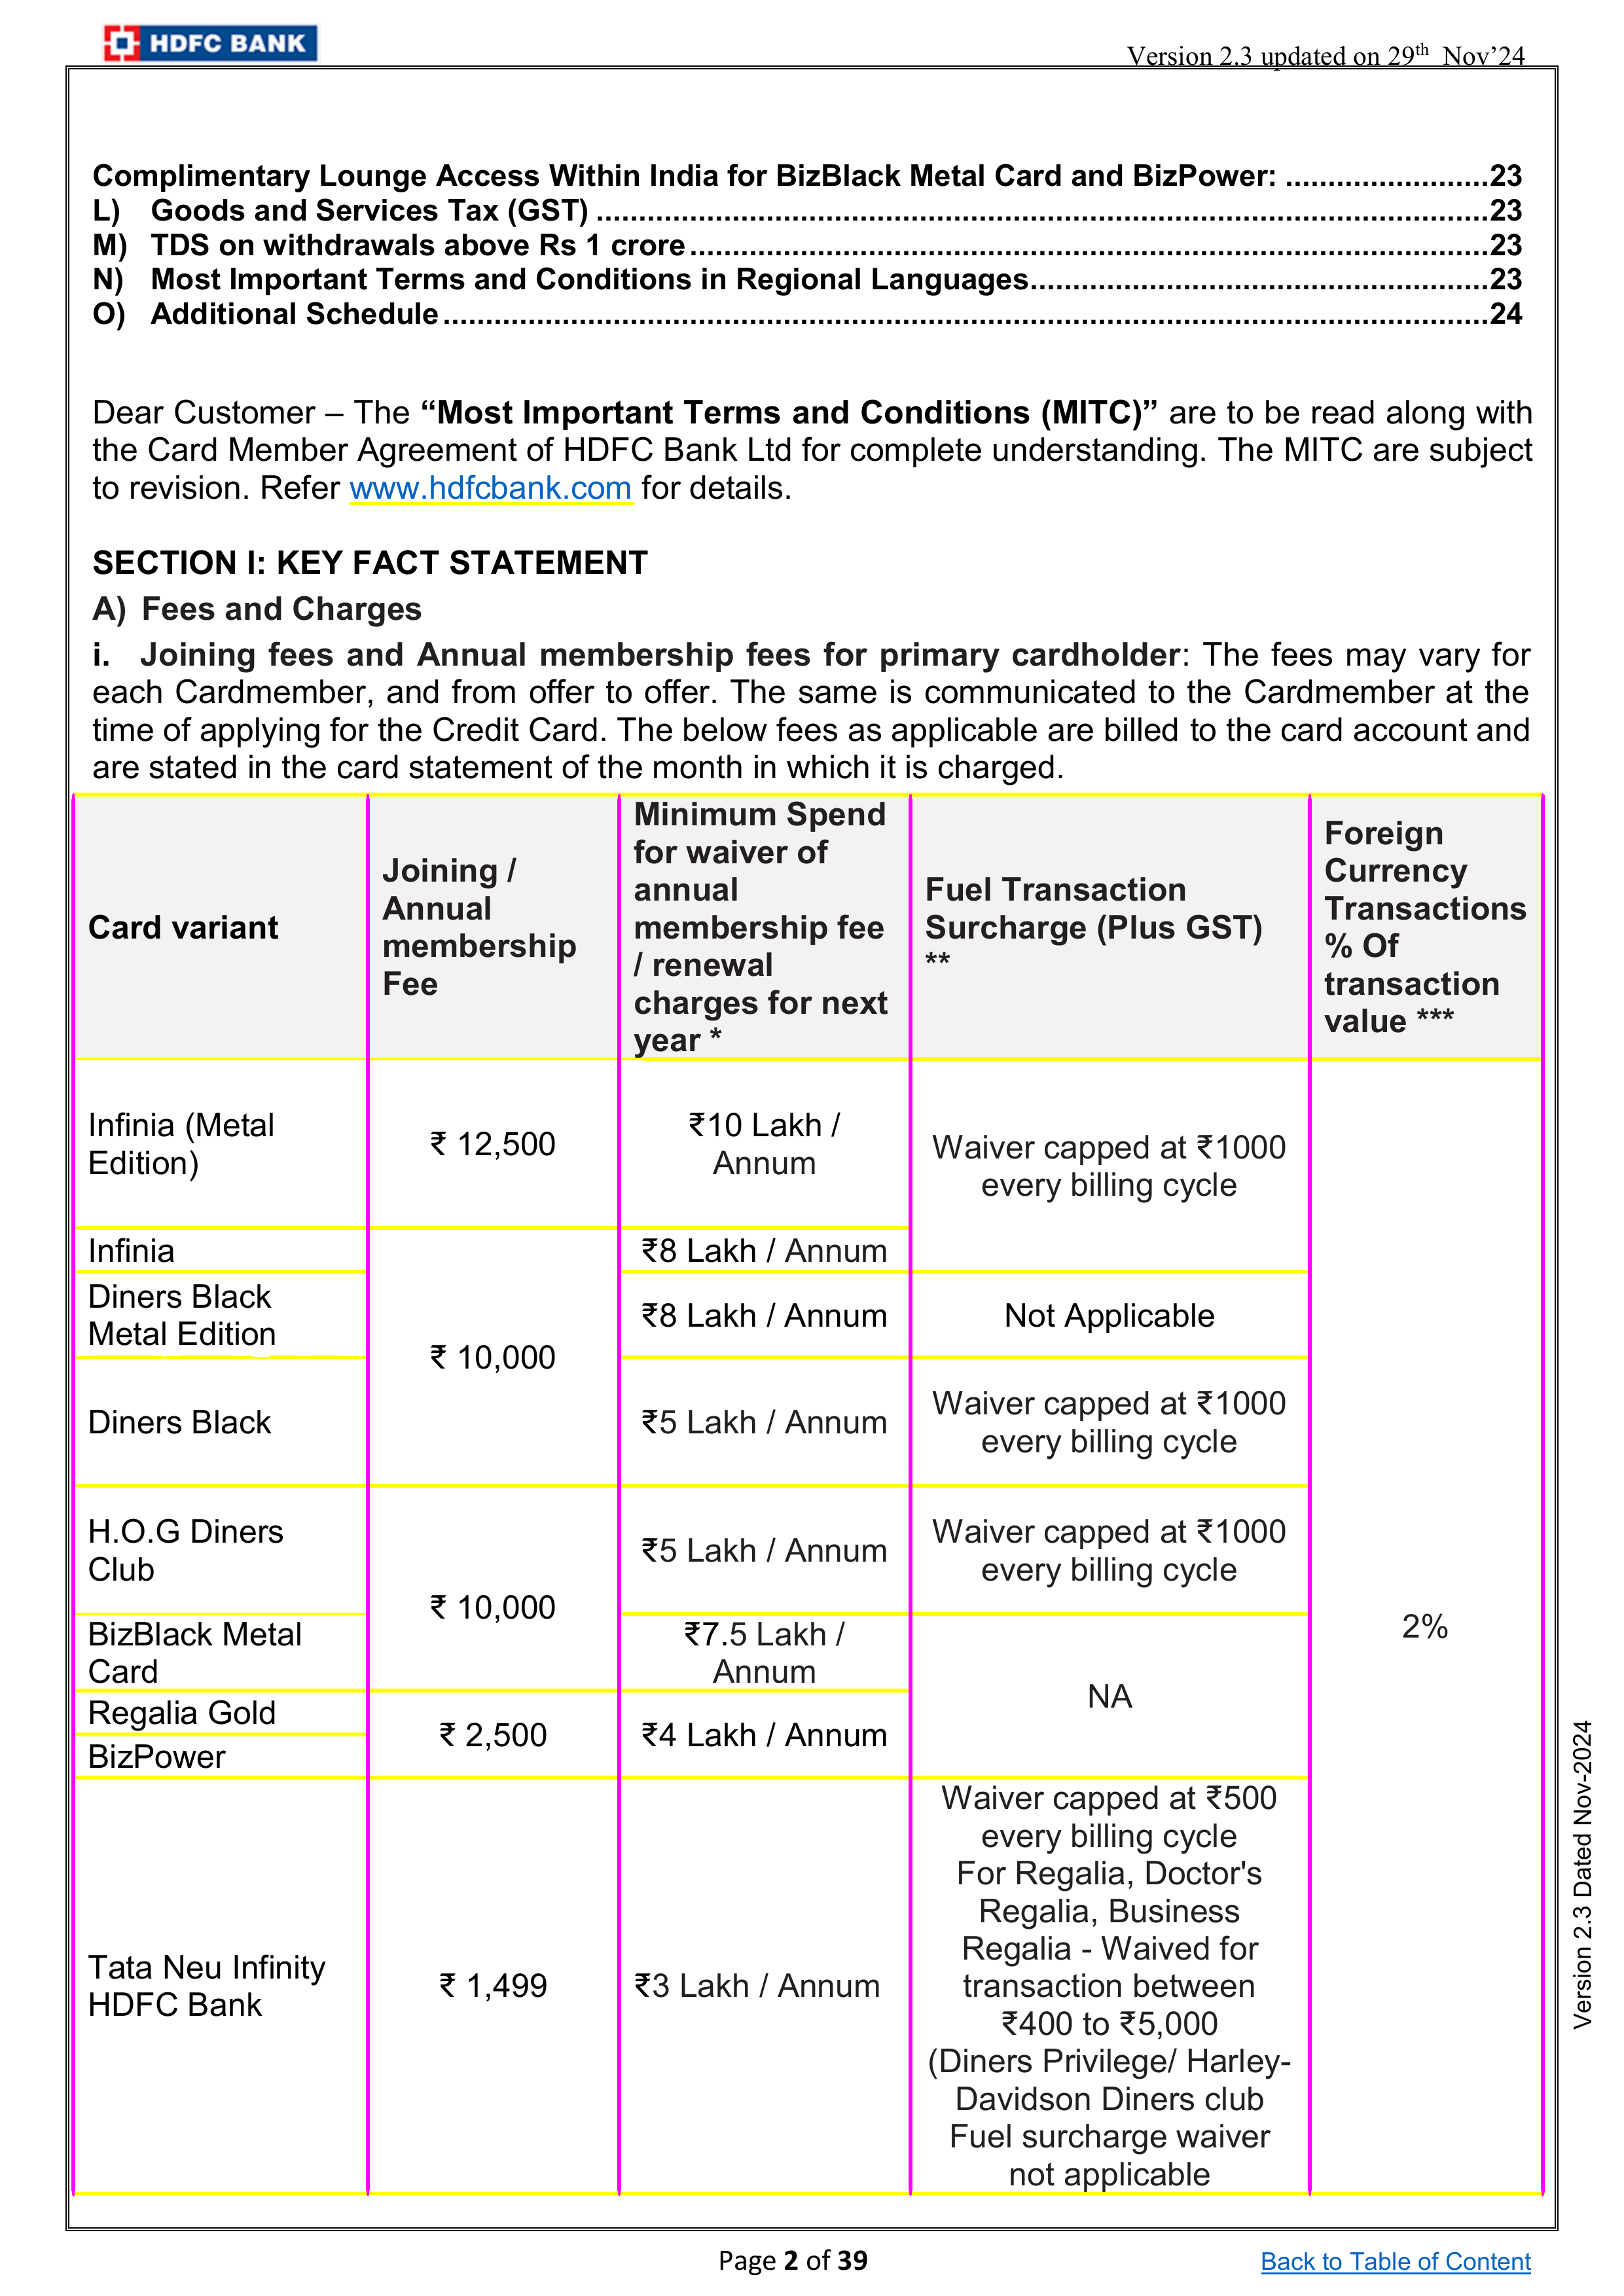 HDFC BANK
Version 2.3 updated on 29th Nov’24
Complimentary Lounge Access Within India for BizBlack Metal Card and BizPower: ........................23
L) Goods and Services Tax (GST) ..........................................................................................................23
M) TDS on withdrawals above Rs 1 crore ...............................................................................................23
N) Most Important Terms and Conditions in Regional Languages.......................................................23
O) Additional Schedule .............................................................................................................................24
Dear Customer – The “Most Important Terms and Conditions (MITC)” are to be read along with
the Card Member Agreement of HDFC Bank Ltd for complete understanding. The MITC are subject
to revision. Refer www.hdfcbank.com for details.
SECTION I: KEY FACT STATEMENT
A) Fees and Charges
i. Joining fees and Annual membership fees for primary cardholder: The fees may vary for
each Cardmember, and from offer to offer. The same is communicated to the Cardmember at the
time of applying for the Credit Card. The below fees as applicable are billed to the card account and
are stated in the card statement of the month in which it is charged.
Card variant
Joining /
Annual
membership
Fee
Minimum Spend
for waiver of
annual
membership fee
/ renewal
charges for next
year *
Fuel Transaction
Surcharge (Plus GST)
**
Foreign
Currency
Transactions
% Of
transaction
value ***
Infinia (Metal
Edition)
₹ 12,500
₹10 Lakh /
Annum
Waiver capped at ₹1000
every billing cycle
Infinia
₹8 Lakh / Annum
Diners Black
Metal Edition
₹ 10,000
₹8 Lakh / Annum
Not Applicable
Diners Black
₹5 Lakh / Annum
Waiver capped at ₹1000
every billing cycle
H.O.G Diners
Club
₹ 10,000
₹5 Lakh / Annum
Waiver capped at ₹1000
every billing cycle
BizBlack Metal
Card
₹7.5 Lakh /
Annum
NA
2%
Regalia Gold
₹ 2,500
₹4 Lakh / Annum
BizPower
Tata Neu Infinity
HDFC Bank
₹ 1,499
₹3 Lakh / Annum
Waiver capped at ₹500
every billing cycle
For Regalia, Doctor's
Regalia, Business
Regalia - Waived for
transaction between
₹400 to ₹5,000
(Diners Privilege/ Harley-
Davidson Diners club
Fuel surcharge waiver
not applicable
Version 2.3 Dated Nov-2024
Page 2 of 39
Back to Table of Content